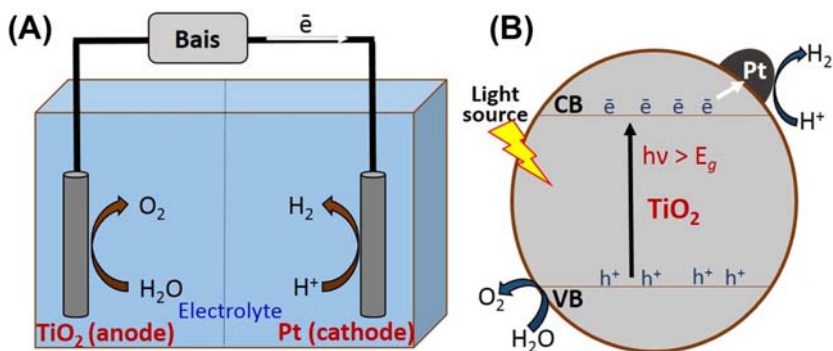 (A)
Bais
ē
O₂
H₂O
H₂
H⁺
Electrolyte
TiO₂ (anode)
Pt (cathode)
(B)
Light
source
CB
ē ē ē ē
Pt
H₂
H⁺
hν > E𝑔
TiO₂
h⁺ h⁺ h⁺ h⁺
VB
O₂
H₂O